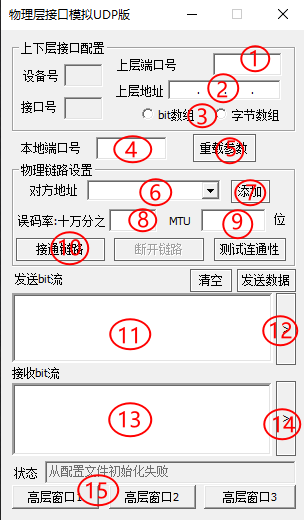 物理层接口模拟UDP版
上下层接口配置
设备号
上层端口号
1
上层地址
2
接口号
bit数组
3
字节数组
本地端口号
4
重载参数
5
物理链路设置
对方地址
6
添加
7
误码率:十万分之
8
MTU
9
位
接通链路
10
断开链路
测试连通性
发送bit流
清空
发送数据
11
>
12
接收bit流
13
>
14
状态
从配置文件初始化失败
15
高层窗口1
高层窗口2
高层窗口3